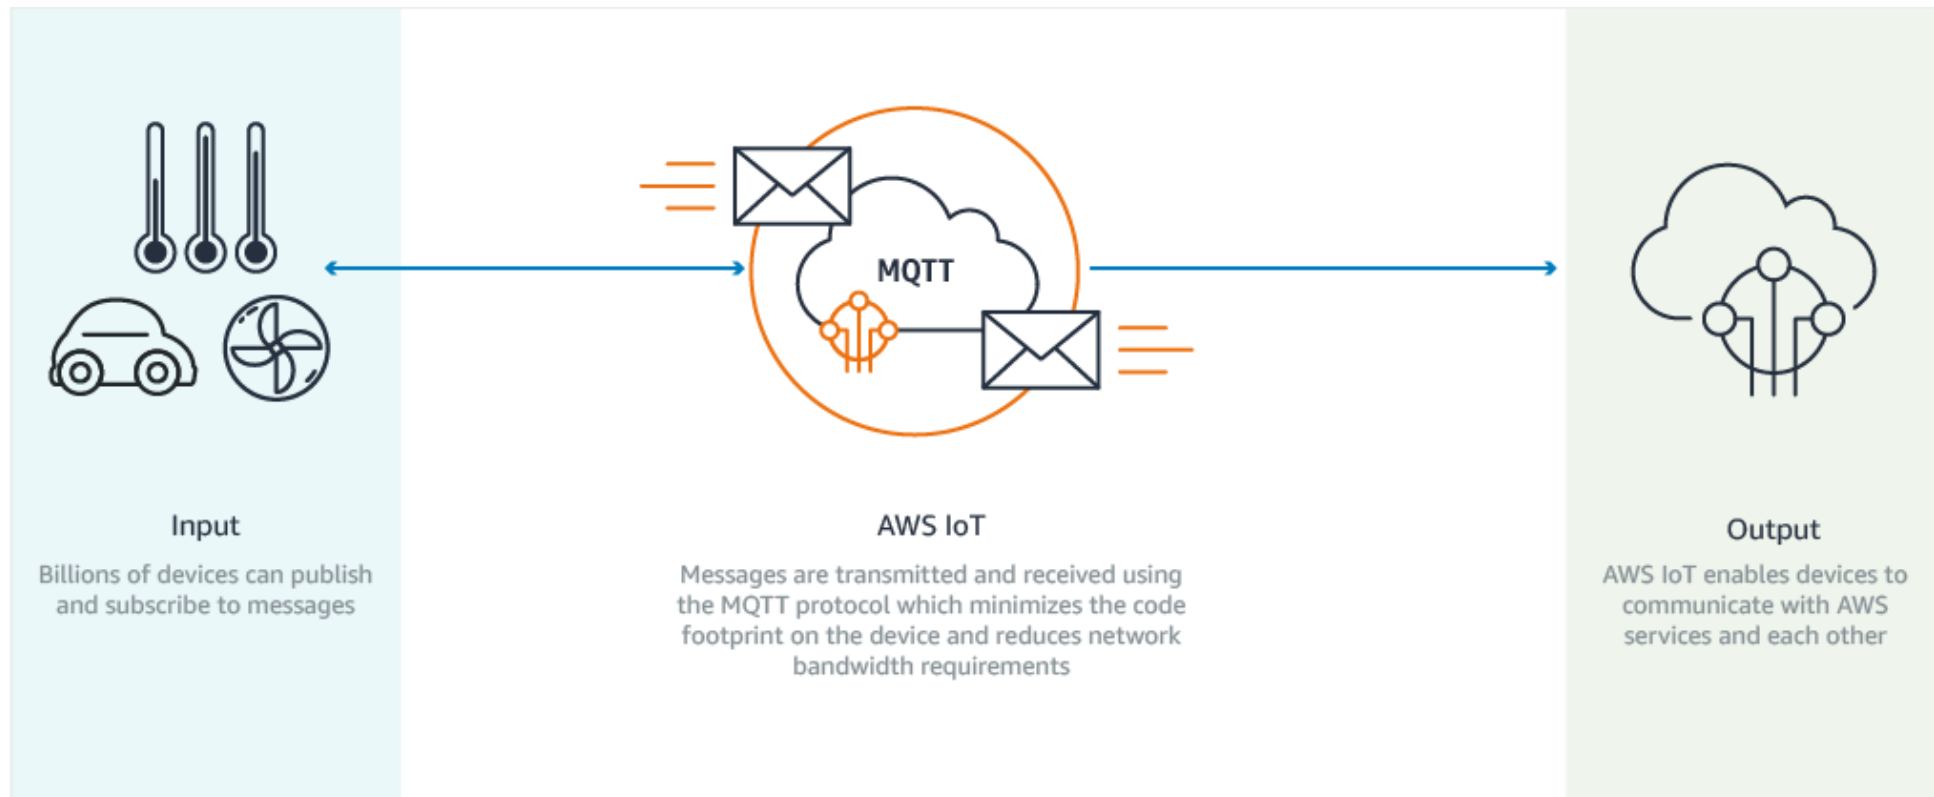 MQTT
Input
Billions of devices can publish
and subscribe to messages
AWS IoT
Messages are transmitted and received using
the MQTT protocol which minimizes the code
footprint on the device and reduces network
bandwidth requirements
Output
AWS IoT enables devices to
communicate with AWS
services and each other